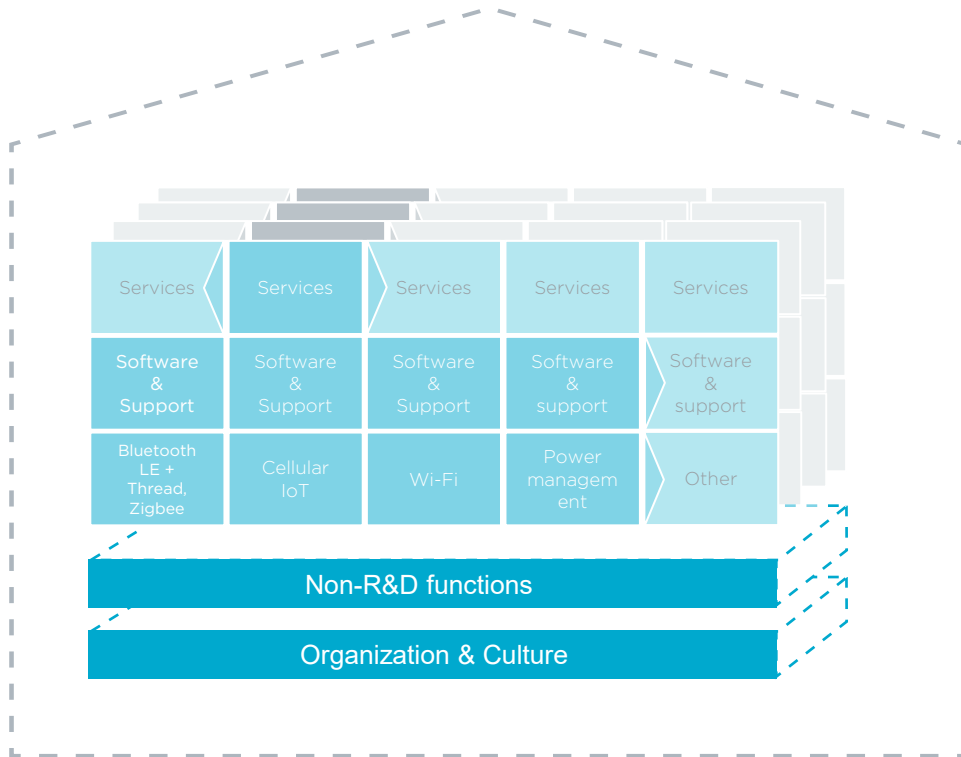 Services
Services
Services
Services
Services
Software
&
Support
Software
&
Support
Software
&
Support
Software
&
support
Software
&
support
Bluetooth
LE +
Thread,
Zigbee
Cellular
IoT
Wi-Fi
Power
managem
ent
Other
Non-R&D functions
Organization & Culture